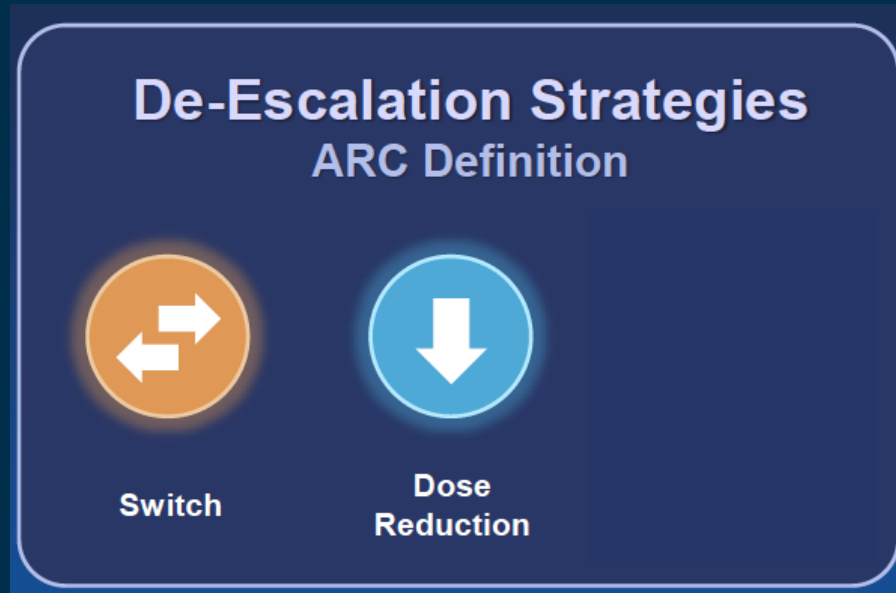 De-Escalation Strategies
ARC Definition
Switch
Dose
Reduction